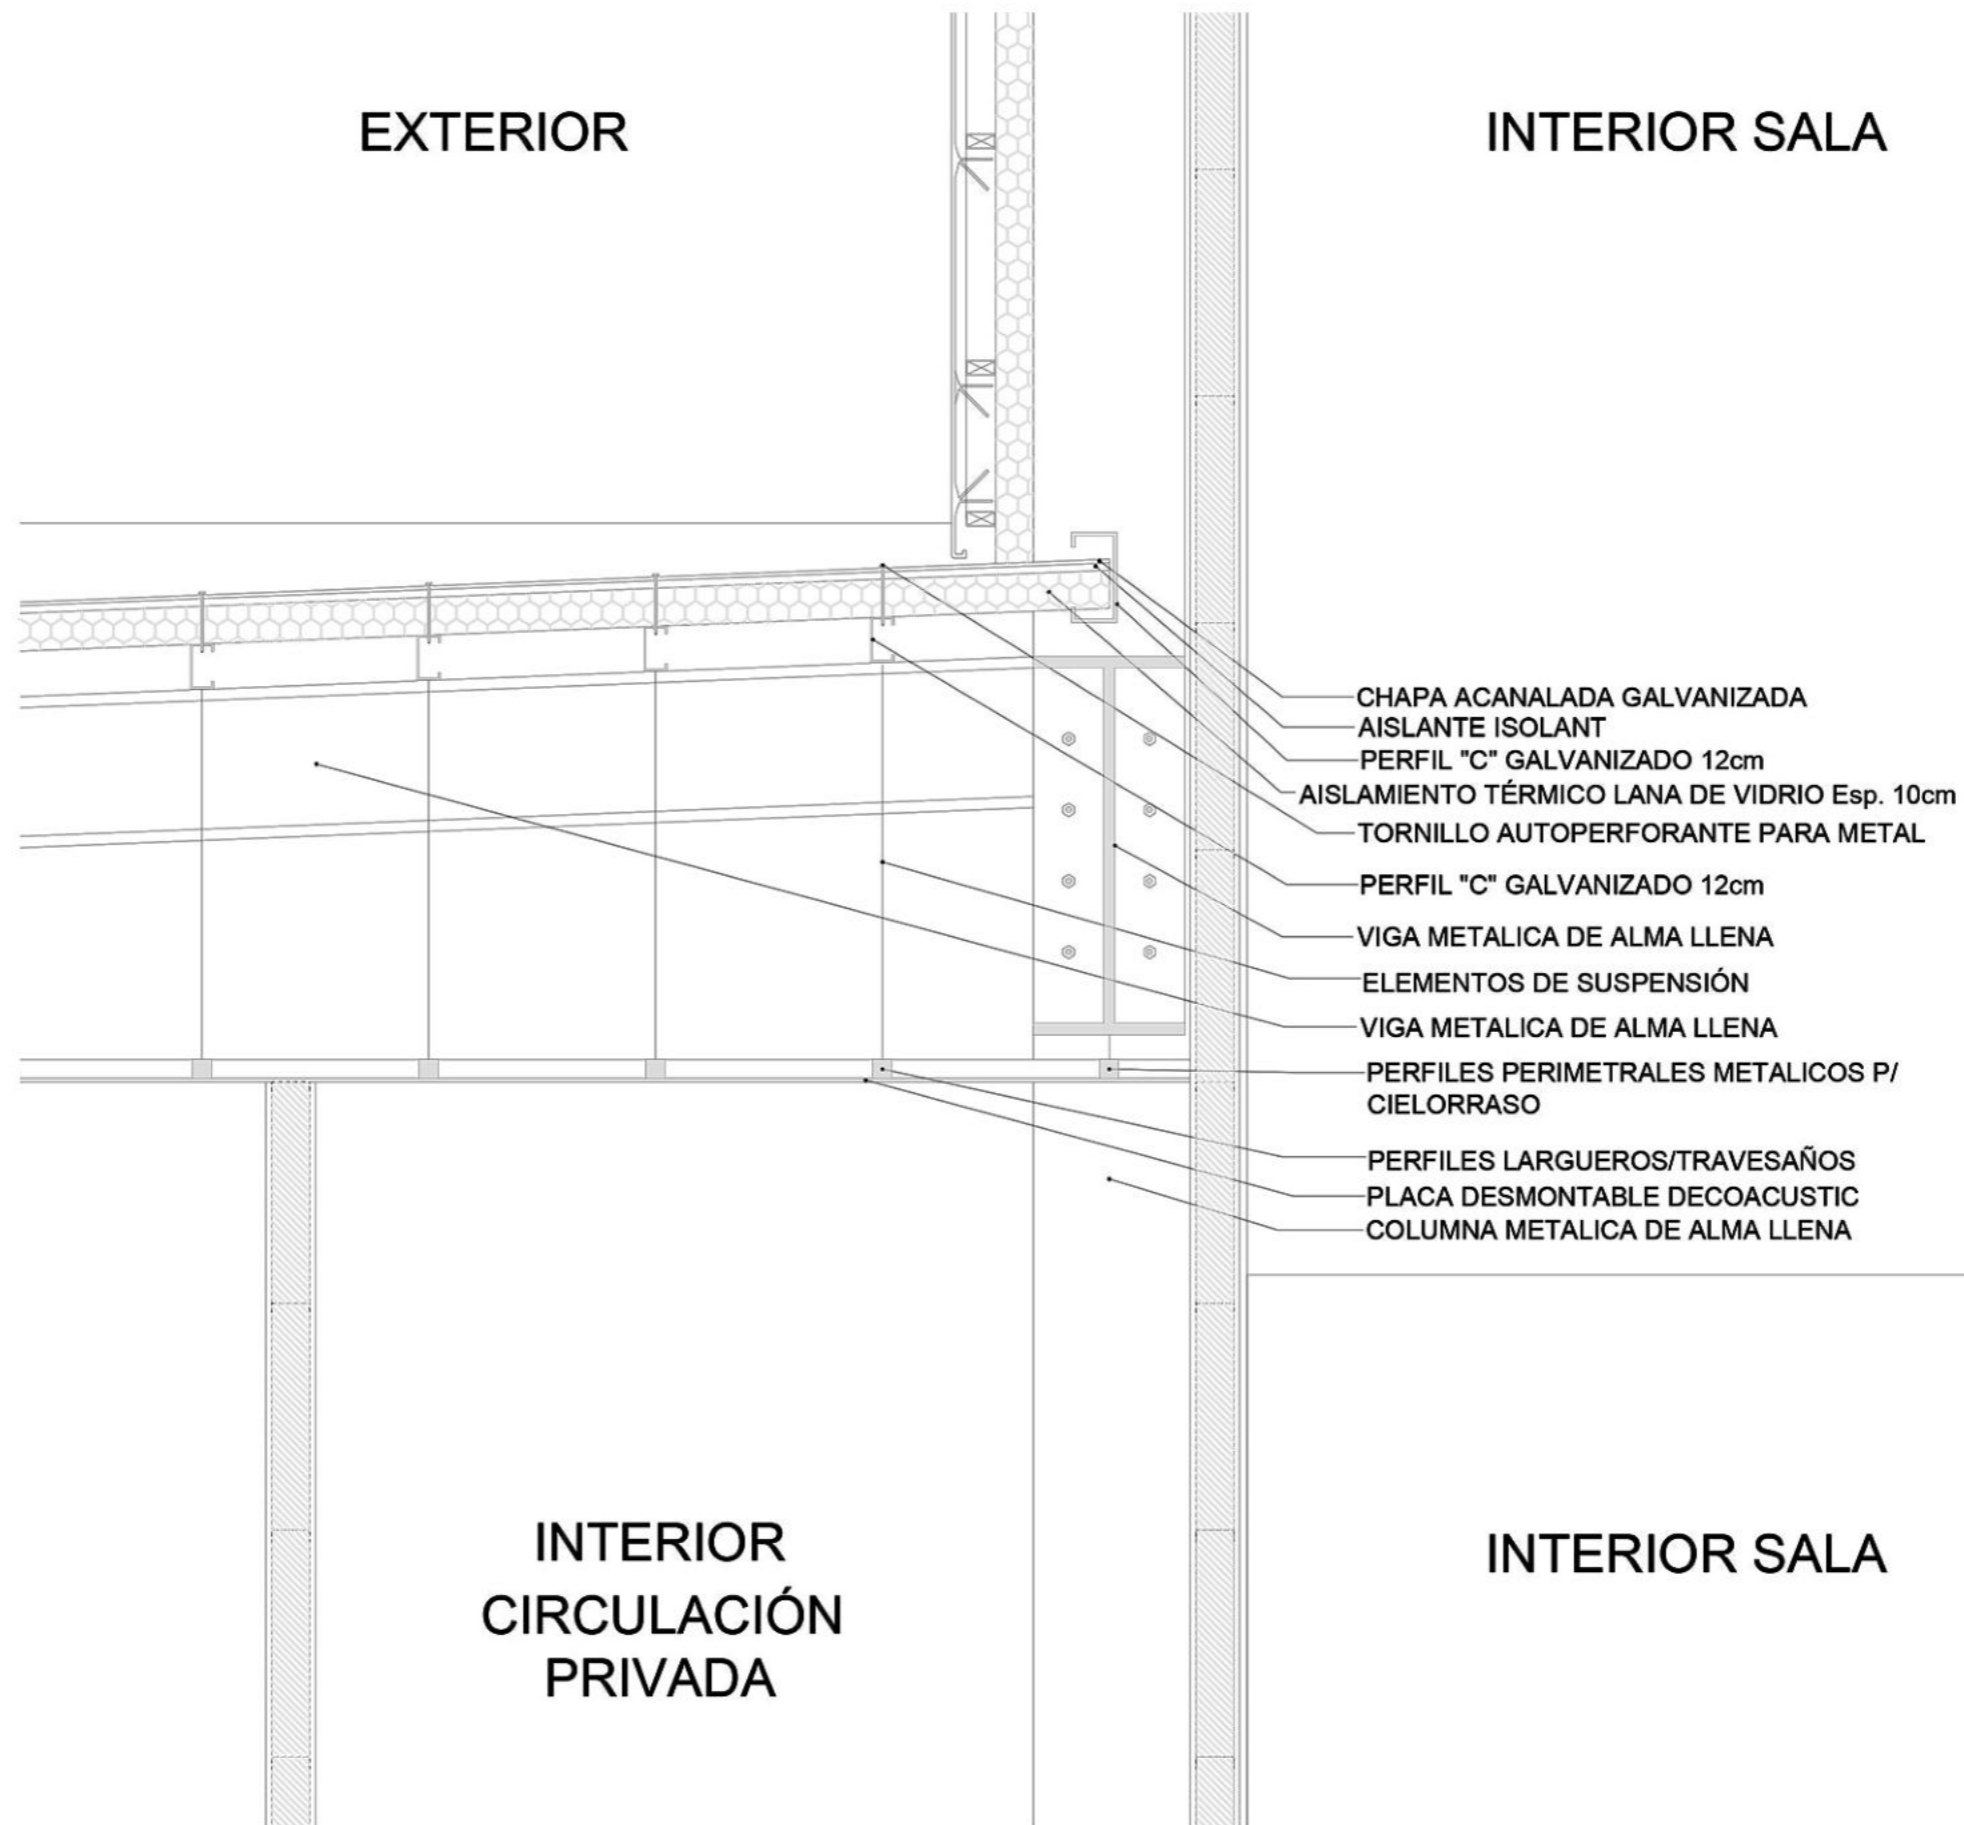 EXTERIOR
INTERIOR SALA
CHAPA ACANALADA GALVANIZADA
AISLANTE ISOLANT
PERFIL "C" GALVANIZADO 12cm
AISLAMIENTO TÉRMICO LANA DE VIDRIO Esp. 10cm
TORNILLO AUTOPERFORANTE PARA METAL
PERFIL "C" GALVANIZADO 12cm
VIGA METALICA DE ALMA LLENA
ELEMENTOS DE SUSPENSIÓN
VIGA METALICA DE ALMA LLENA
PERFILES PERIMETRALES METALICOS P/
CIELORRASO
PERFILES LARGUEROS/TRAVESAÑOS
PLACA DESMONTABLE DECOACUSTIC
COLUMNA METALICA DE ALMA LLENA
INTERIOR
CIRCULACIÓN
PRIVADA
INTERIOR SALA